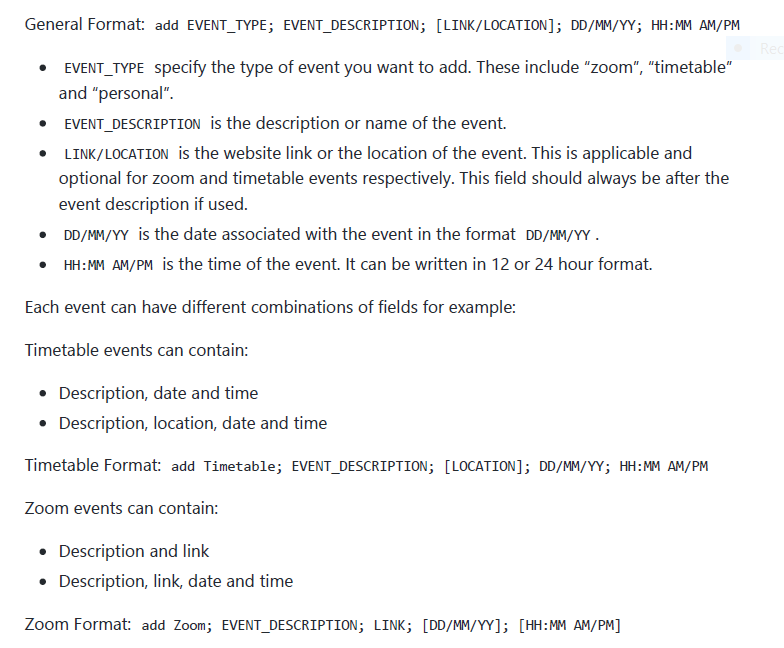 General Format: add EVENT_TYPE; EVENT_DESCRIPTION; [LINK/LOCATION]; DD/MM/YY; HH:MM AM/PM
• EVENT_TYPE specify the type of event you want to add. These include “zoom”, “timetable”
and “personal”.
• EVENT_DESCRIPTION is the description or name of the event.
• LINK/LOCATION is the website link or the location of the event. This is applicable and
optional for zoom and timetable events respectively. This field should always be after the
event description if used.
• DD/MM/YY is the date associated with the event in the format DD/MM/YY .
• HH:MM AM/PM is the time of the event. It can be written in 12 or 24 hour format.
Each event can have different combinations of fields for example:
Timetable events can contain:
• Description, date and time
• Description, location, date and time
Timetable Format: add Timetable; EVENT_DESCRIPTION; [LOCATION]; DD/MM/YY; HH:MM AM/PM
Zoom events can contain:
• Description and link
• Description, link, date and time
Zoom Format: add Zoom; EVENT_DESCRIPTION; LINK; [DD/MM/YY]; [HH:MM AM/PM]